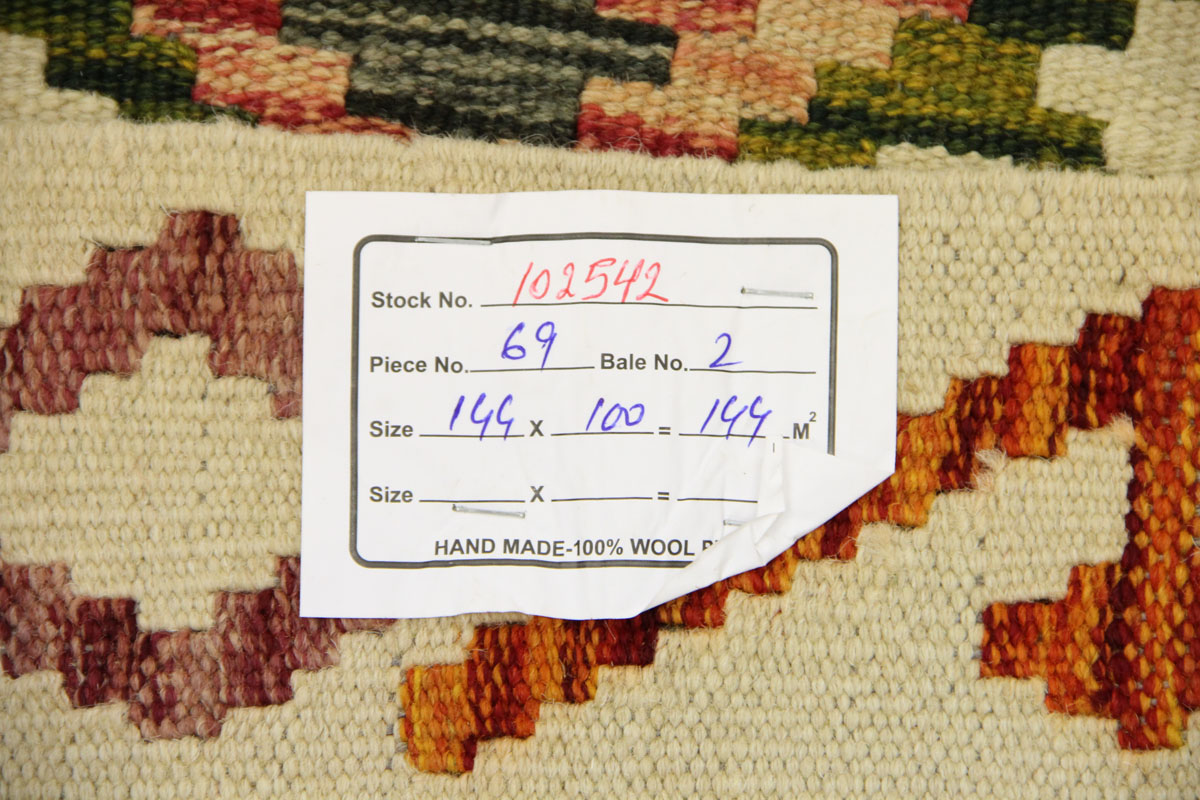 Stock No. 102542
Piece No. 69 Bale No. 2
Size 144 X 100 = 144 M²
Size X =
HAND MADE-100% WOOL